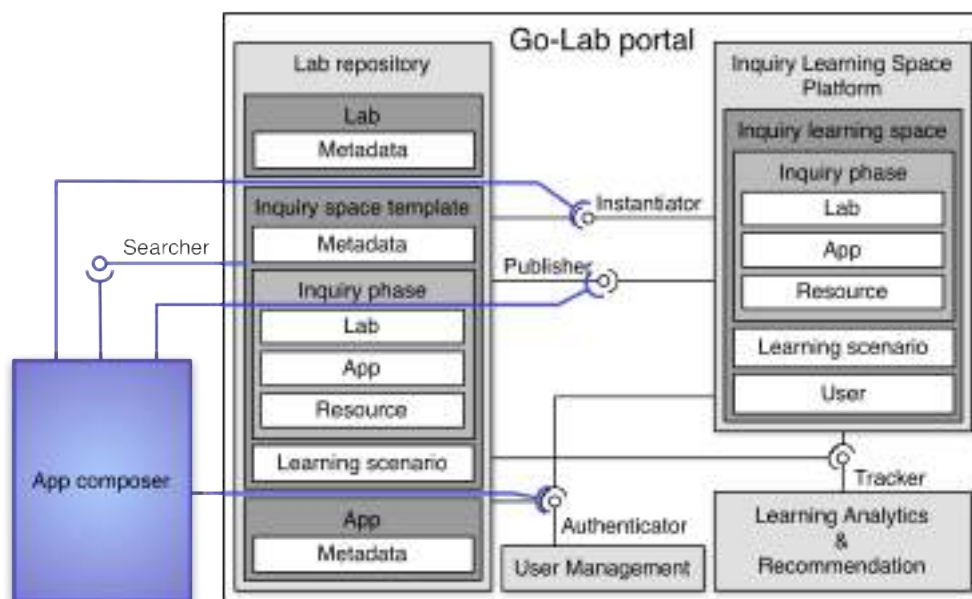 Go-Lab portal
Lab repository
Lab
Metadata
Inquiry space template
Metadata
Inquiry phase
Lab
App
Resource
Learning scenario
App
Metadata
Searcher
App composer
Instantiator
Publisher
Authenticator
User Management
Inquiry Learning Space
Platform
Inquiry learning space
Inquiry phase
Lab
App
Resource
Learning scenario
User
Tracker
Learning Analytics
&
Recommendation